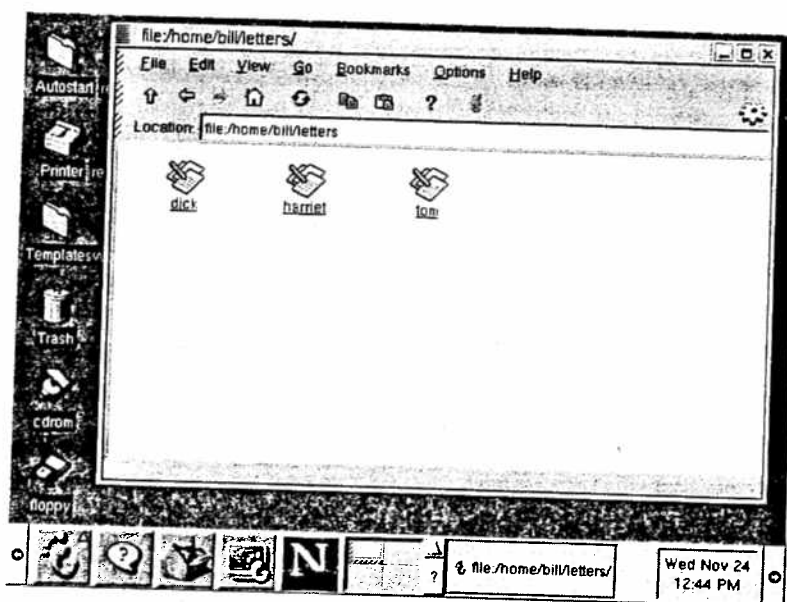 file:/home/bill/letters/
File Edit View Go Bookmarks Options Help
?
Location: file:/home/bill/letters
dick harriet tom
Autostart
Printer
Templates
Trash
cdrom
floppy
? N ? file:/home/bill/letters/
Wed Nov 24
12:44 PM